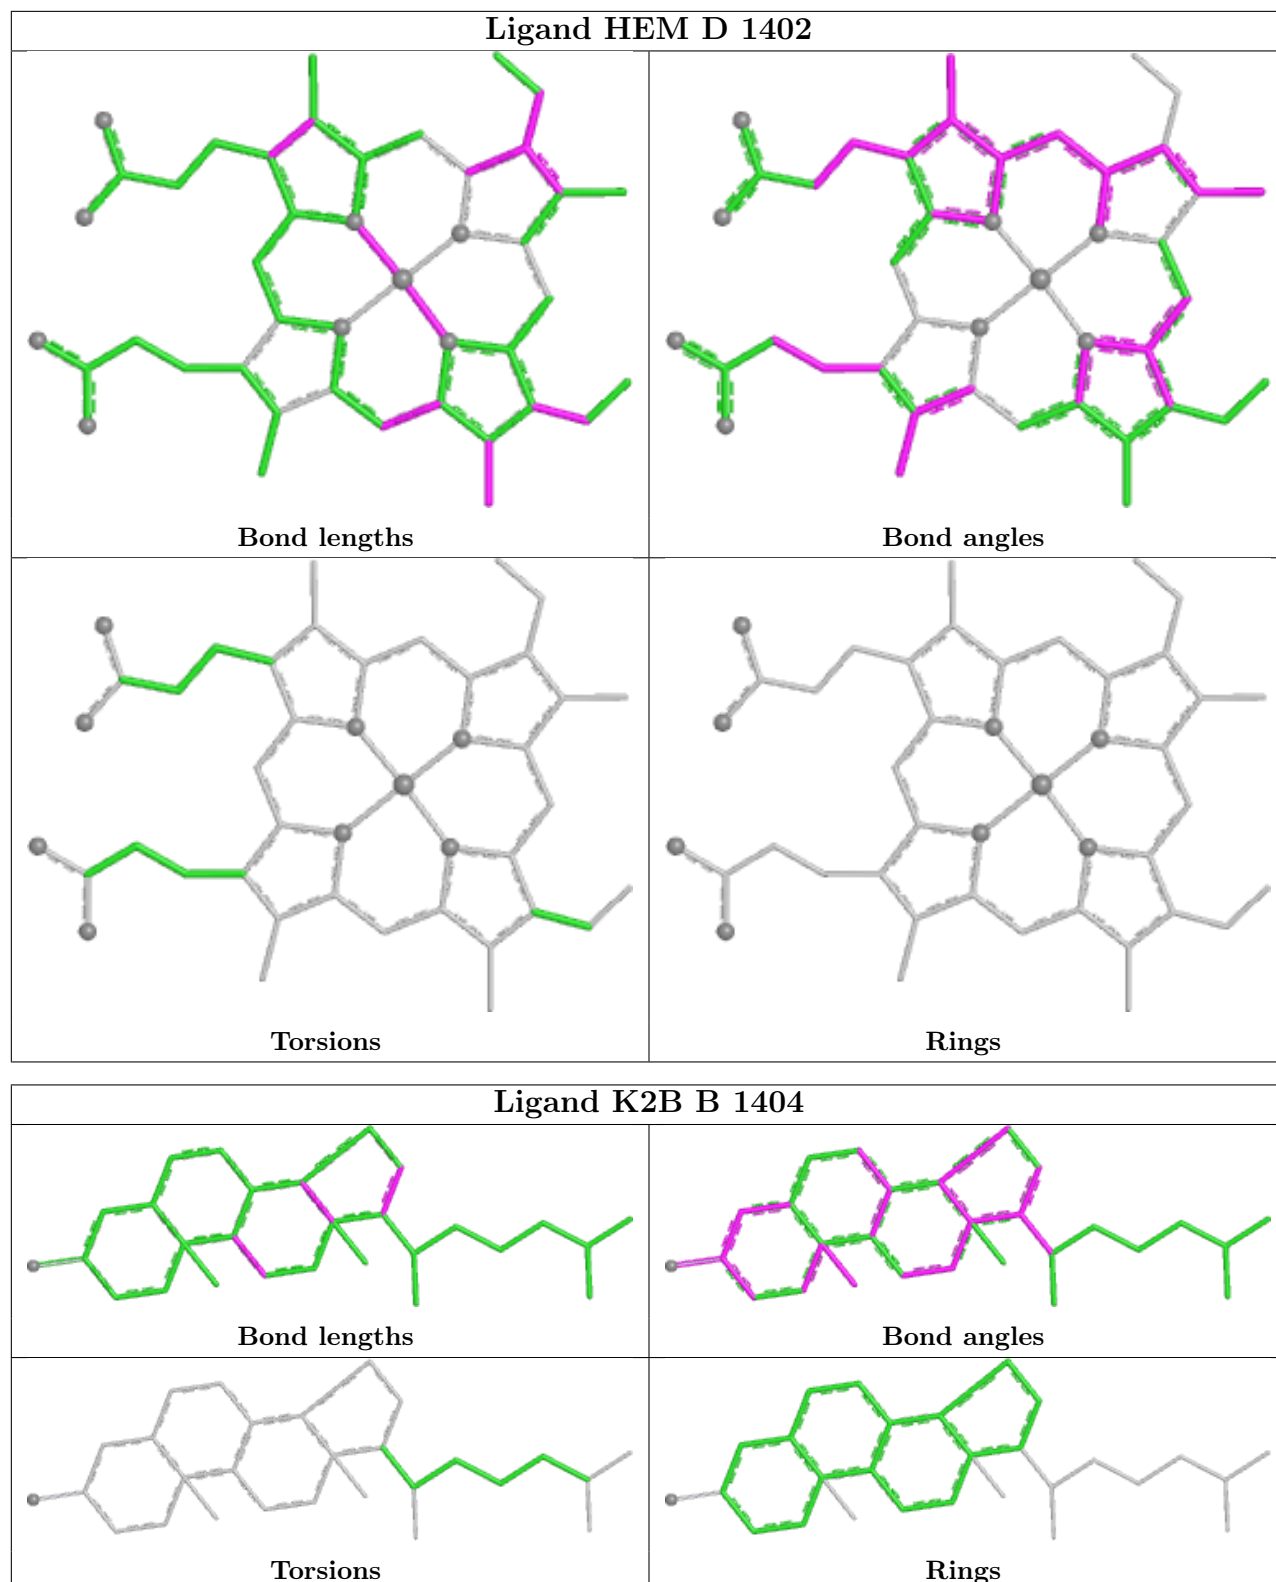 Ligand HEM D 1402
Bond lengths
Bond angles
Torsions
Rings
Ligand K2B B 1404
Bond lengths
Bond angles
Torsions
Rings